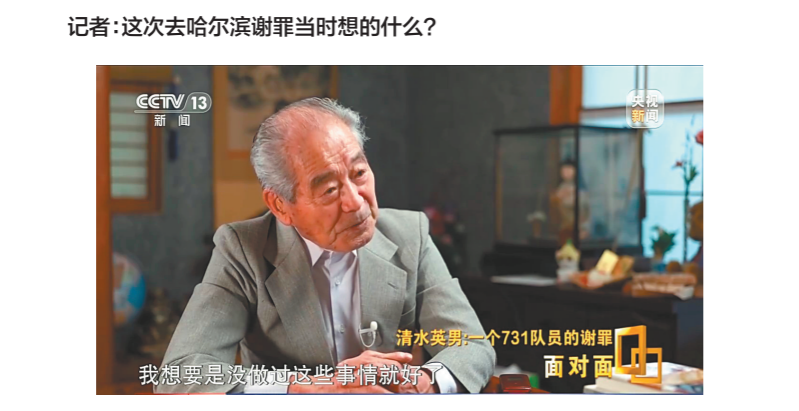 记者:这次去哈尔滨谢罪当时想的什么?
CCTV 13
新闻
央视
新闻
清水英男:一个731队员的谢罪
面对面
我想要是没做过这些事情就好了